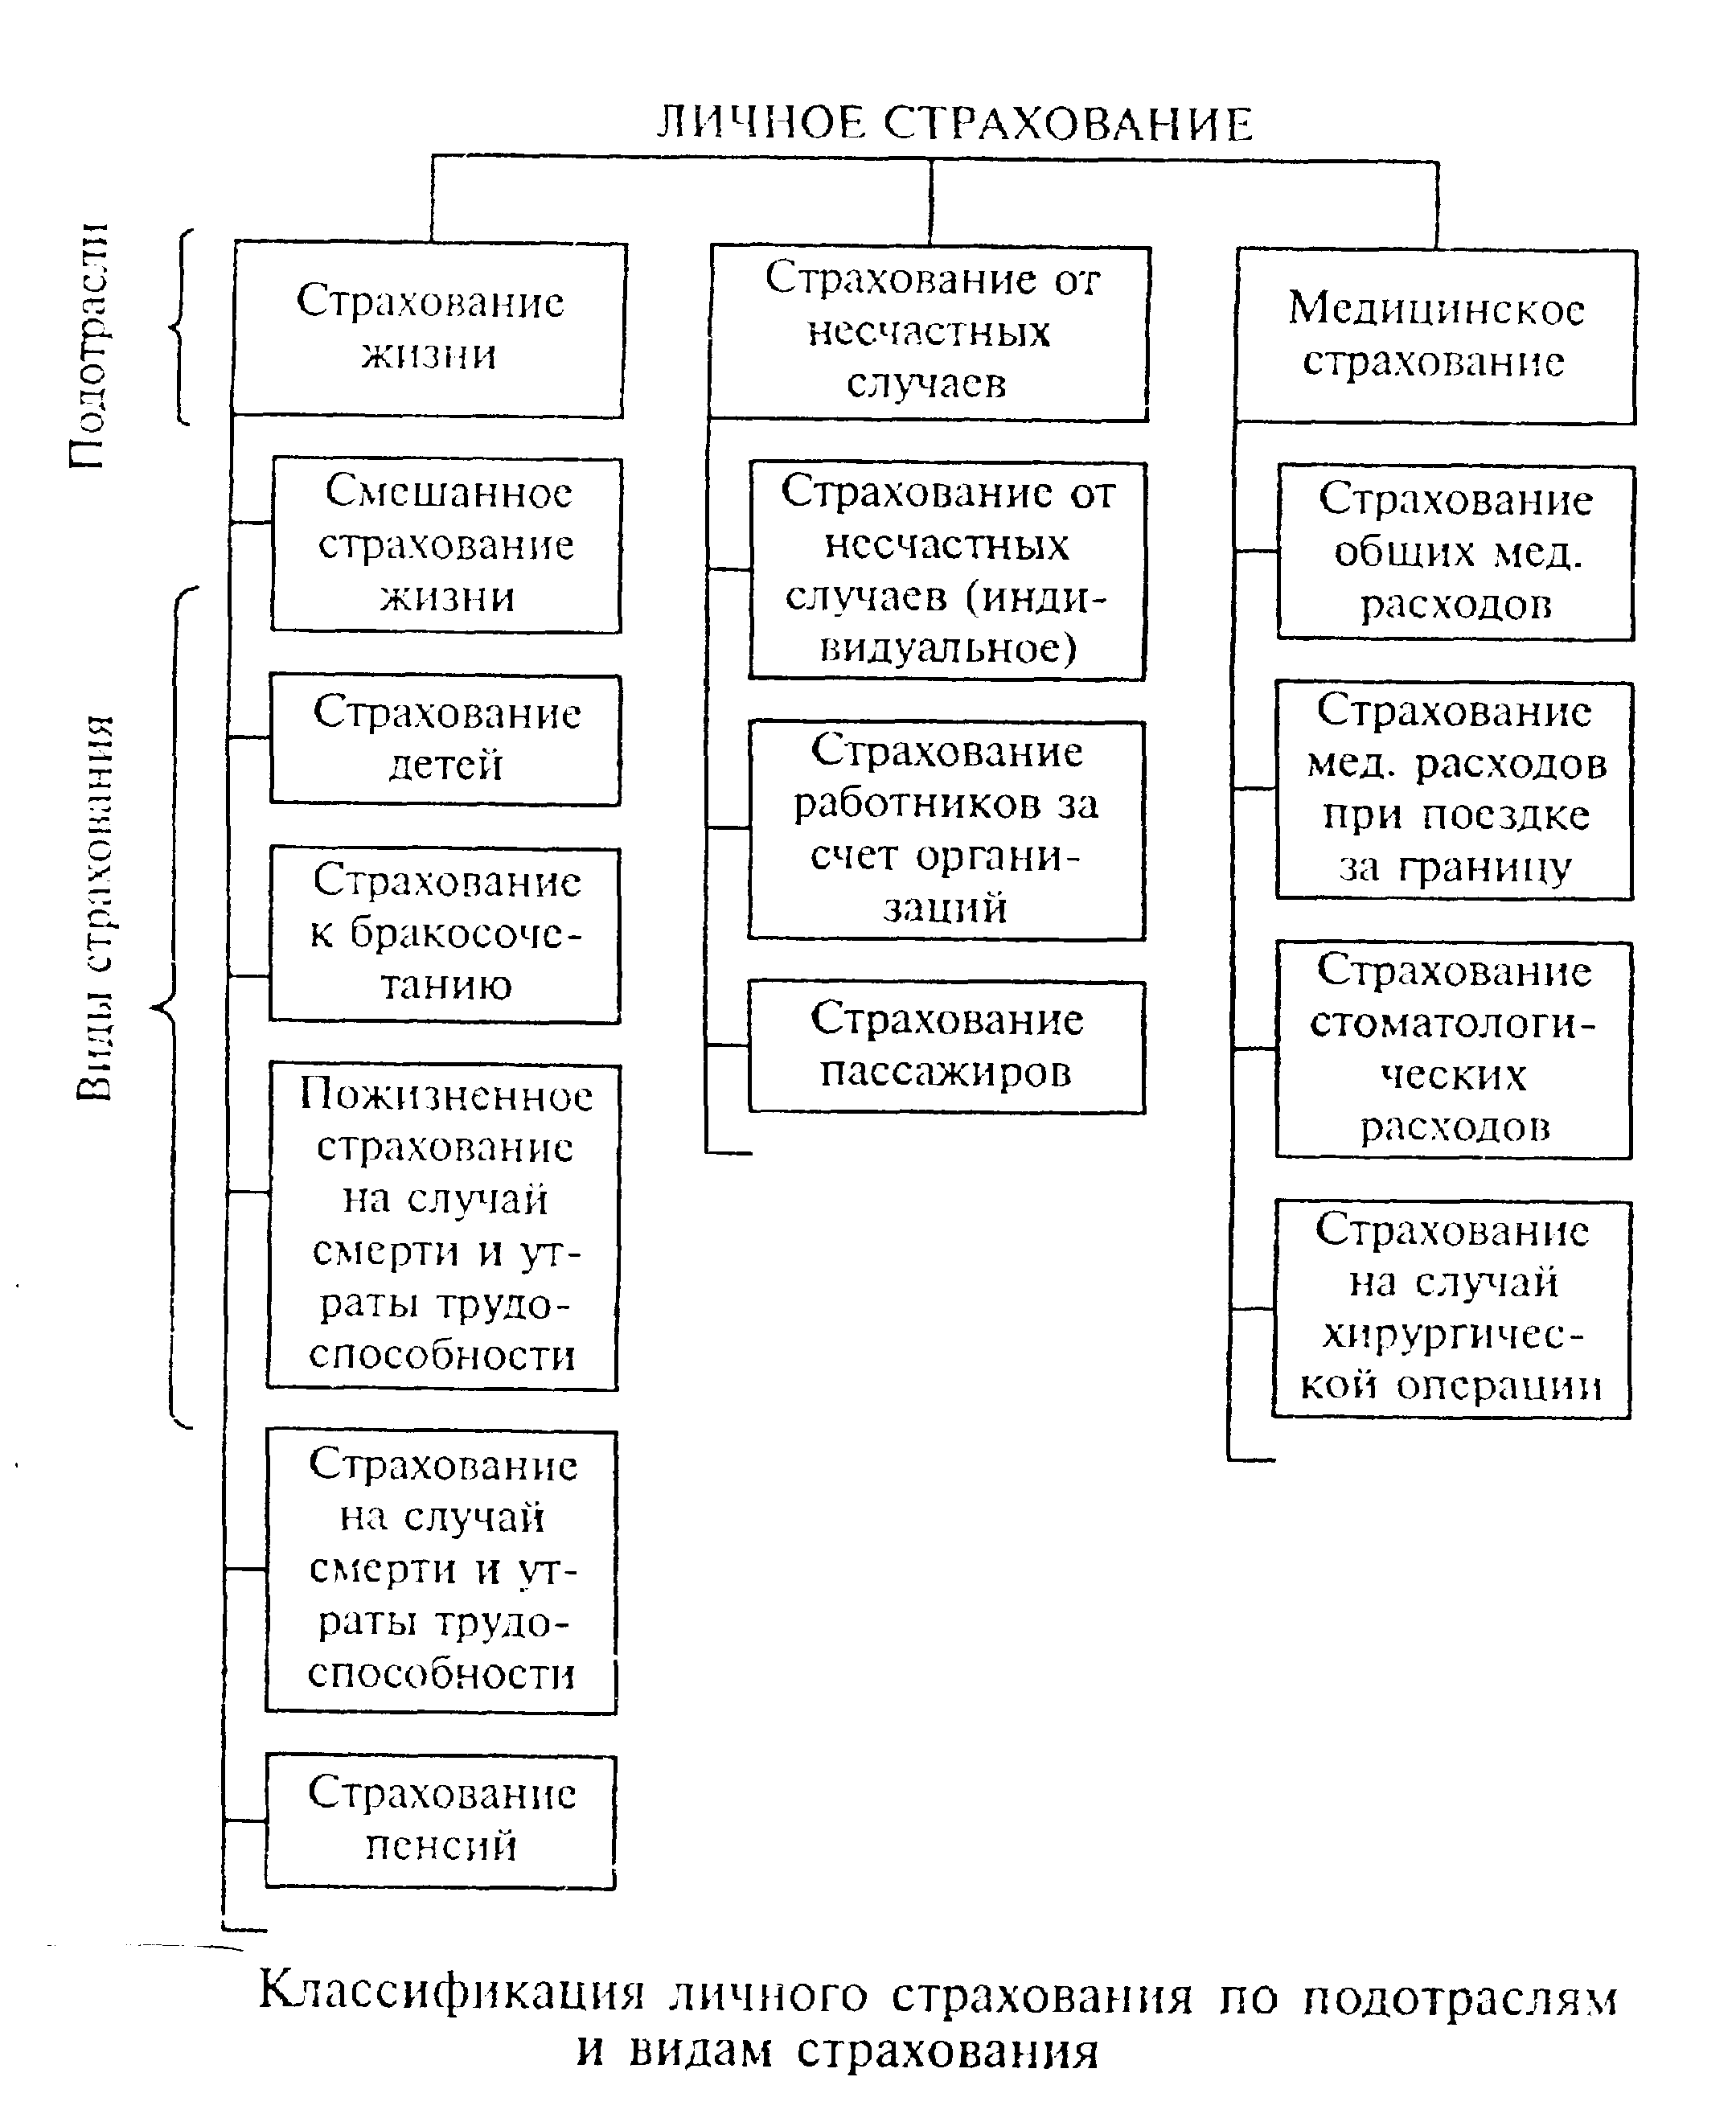 ЛИЧНОЕ СТРАХОВАНИЕ
Подотрасли
Страхование
жизни
Страхование от
несчастных
случаев
Медицинское
страхование
Виды страхования
Смешанное
страхование
жизни
Страхование
детей
Страхование
к бракосоче-
танию
Пожизненное
страхование
на случай
смерти и ут-
раты трудо-
способности
Страхование
на случай
смерти и ут-
раты трудо-
способности
Страхование
пенсий
Страхование от
несчастных
случаев (инди-
видуальное)
Страхование
работников за
счет органи-
заций
Страхование
пассажиров
Страхование
общих мед.
расходов
Страхование
мед. расходов
при поездке
за границу
Страхование
стоматологи-
ческих
расходов
Страхование
на случай
хирургичес-
кой операции
Классификация личного страхования по подотраслям
и видам страхования